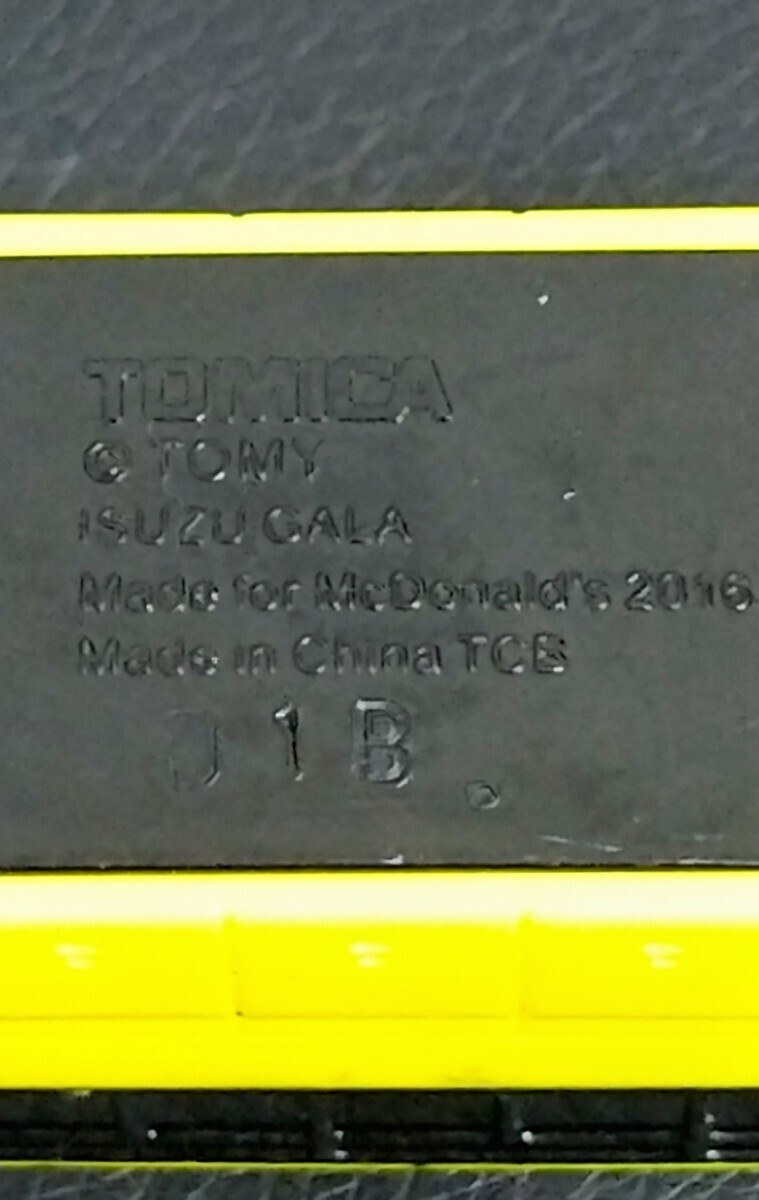 TOMICA
© TOMY
ISUZU GALA
Made for McDonald's 2016
Made in China TCB
1B